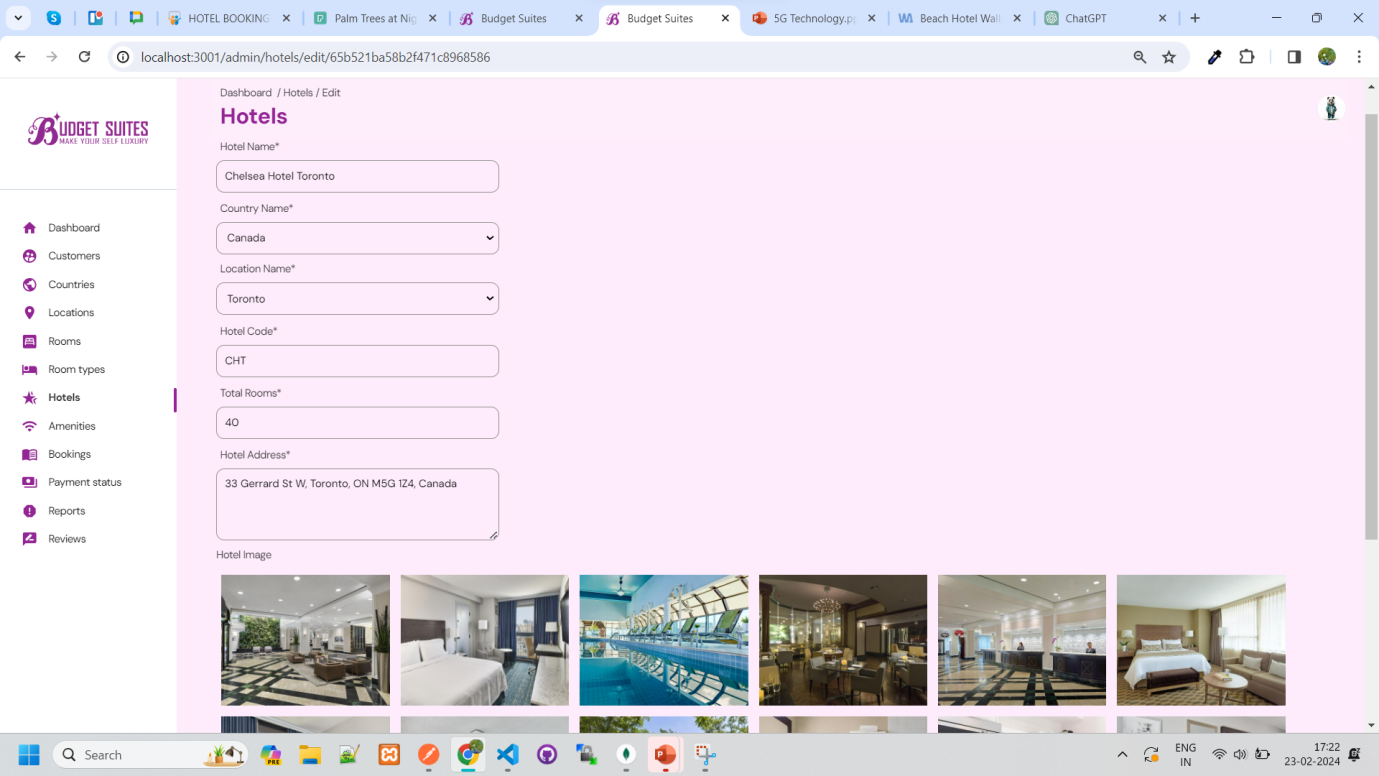 HOTEL BOOKING
Palm Trees at Nig
Budget Suites
Budget Suites
5G Technology.pp
Beach Hotel Wall
ChatGPT
localhost:3001/admin/hotels/edit/65b521ba58b2f471c8968586
BUDGET SUITES
MAKE YOUR SELF LUXURY
Dashboard
Customers
Countries
Locations
Rooms
Room types
Hotels
Amenities
Bookings
Payment status
Reports
Reviews
Dashboard / Hotels / Edit
Hotels
Hotel Name*
Chelsea Hotel Toronto
Country Name*
Canada
Location Name*
Toronto
Hotel Code*
CHT
Total Rooms*
40
Hotel Address*
33 Gerrard St W, Toronto, ON M5G 1Z4, Canada
Hotel Image
Search
PRE
ENG
IN
17:22
23-02-2024